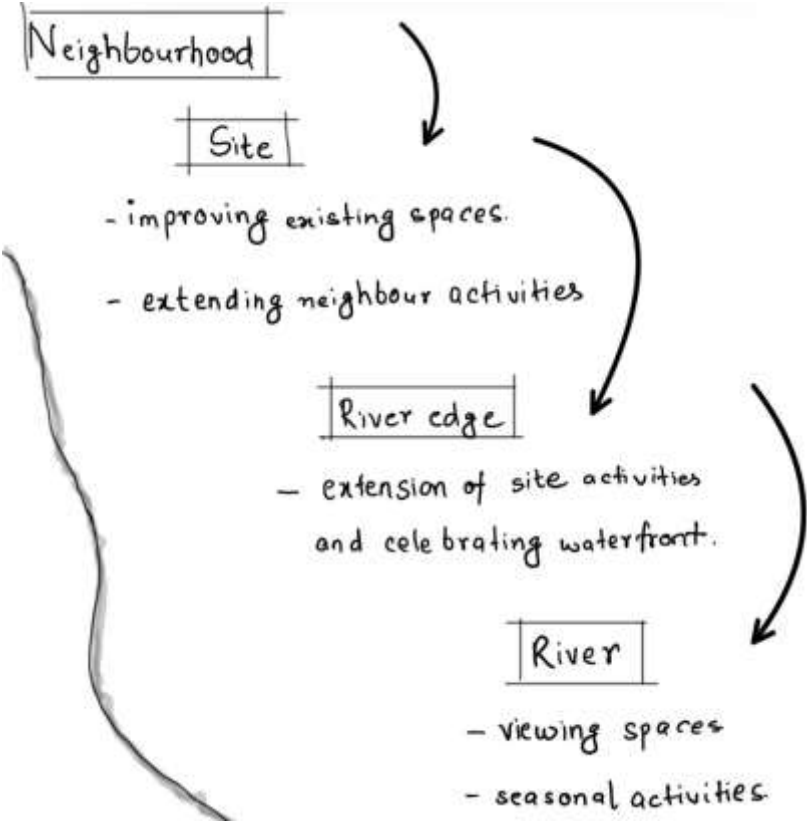 Neighbourhood
Site
- improving existing spaces.
- extending neighbour activities
River edge
- extension of site activities
and celebrating waterfront.
River
- viewing spaces
- seasonal activities.